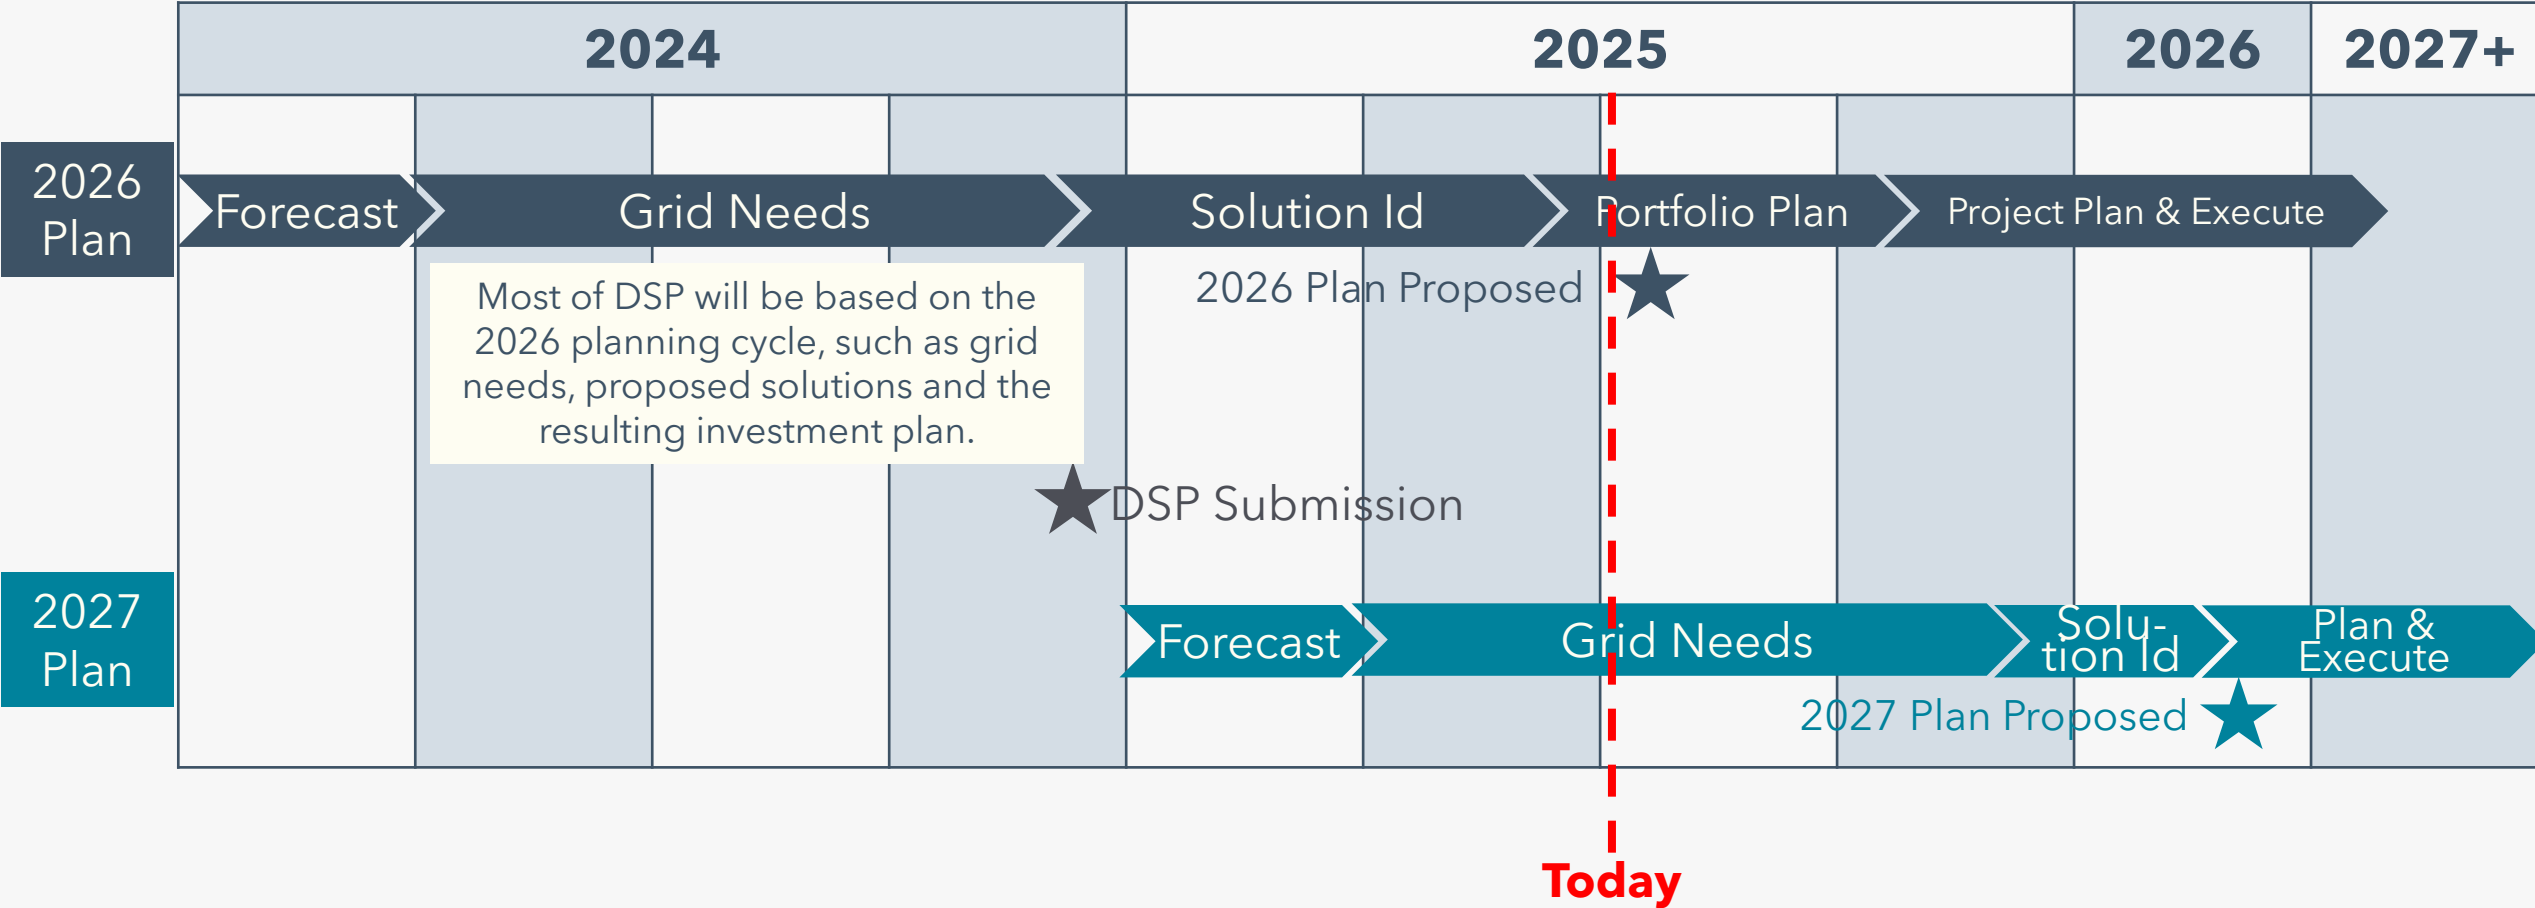 2024
2025
2026
2027+
2026
Plan
Forecast
Grid Needs
Solution Id
Portfolio Plan
Project Plan & Execute
2026 Plan Proposed
Most of DSP will be based on the
2026 planning cycle, such as grid
needs, proposed solutions and the
resulting investment plan.
DSP Submission
2027
Plan
Forecast
Grid Needs
Solu-
tion Id
Plan &
Execute
2027 Plan Proposed
Today